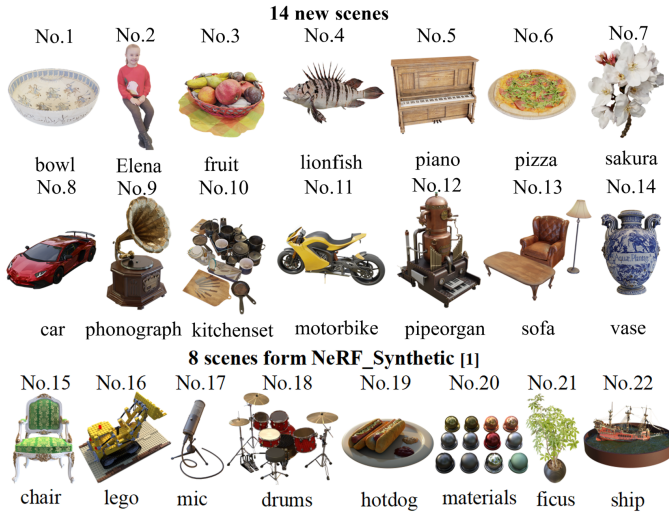 14 new scenes
No.1 No.2 No.3 No.4 No.5 No.6 No.7
bowl Elena fruit lionfish piano pizza sakura
No.8 No.9 No.10 No.11 No.12 No.13 No.14
car phonograph kitchenset motorbike pipeorgan sofa vase
8 scenes form NeRF_Synthetic [1]
No.15 No.16 No.17 No.18 No.19 No.20 No.21 No.22
chair lego mic drums hotdog materials ficus ship